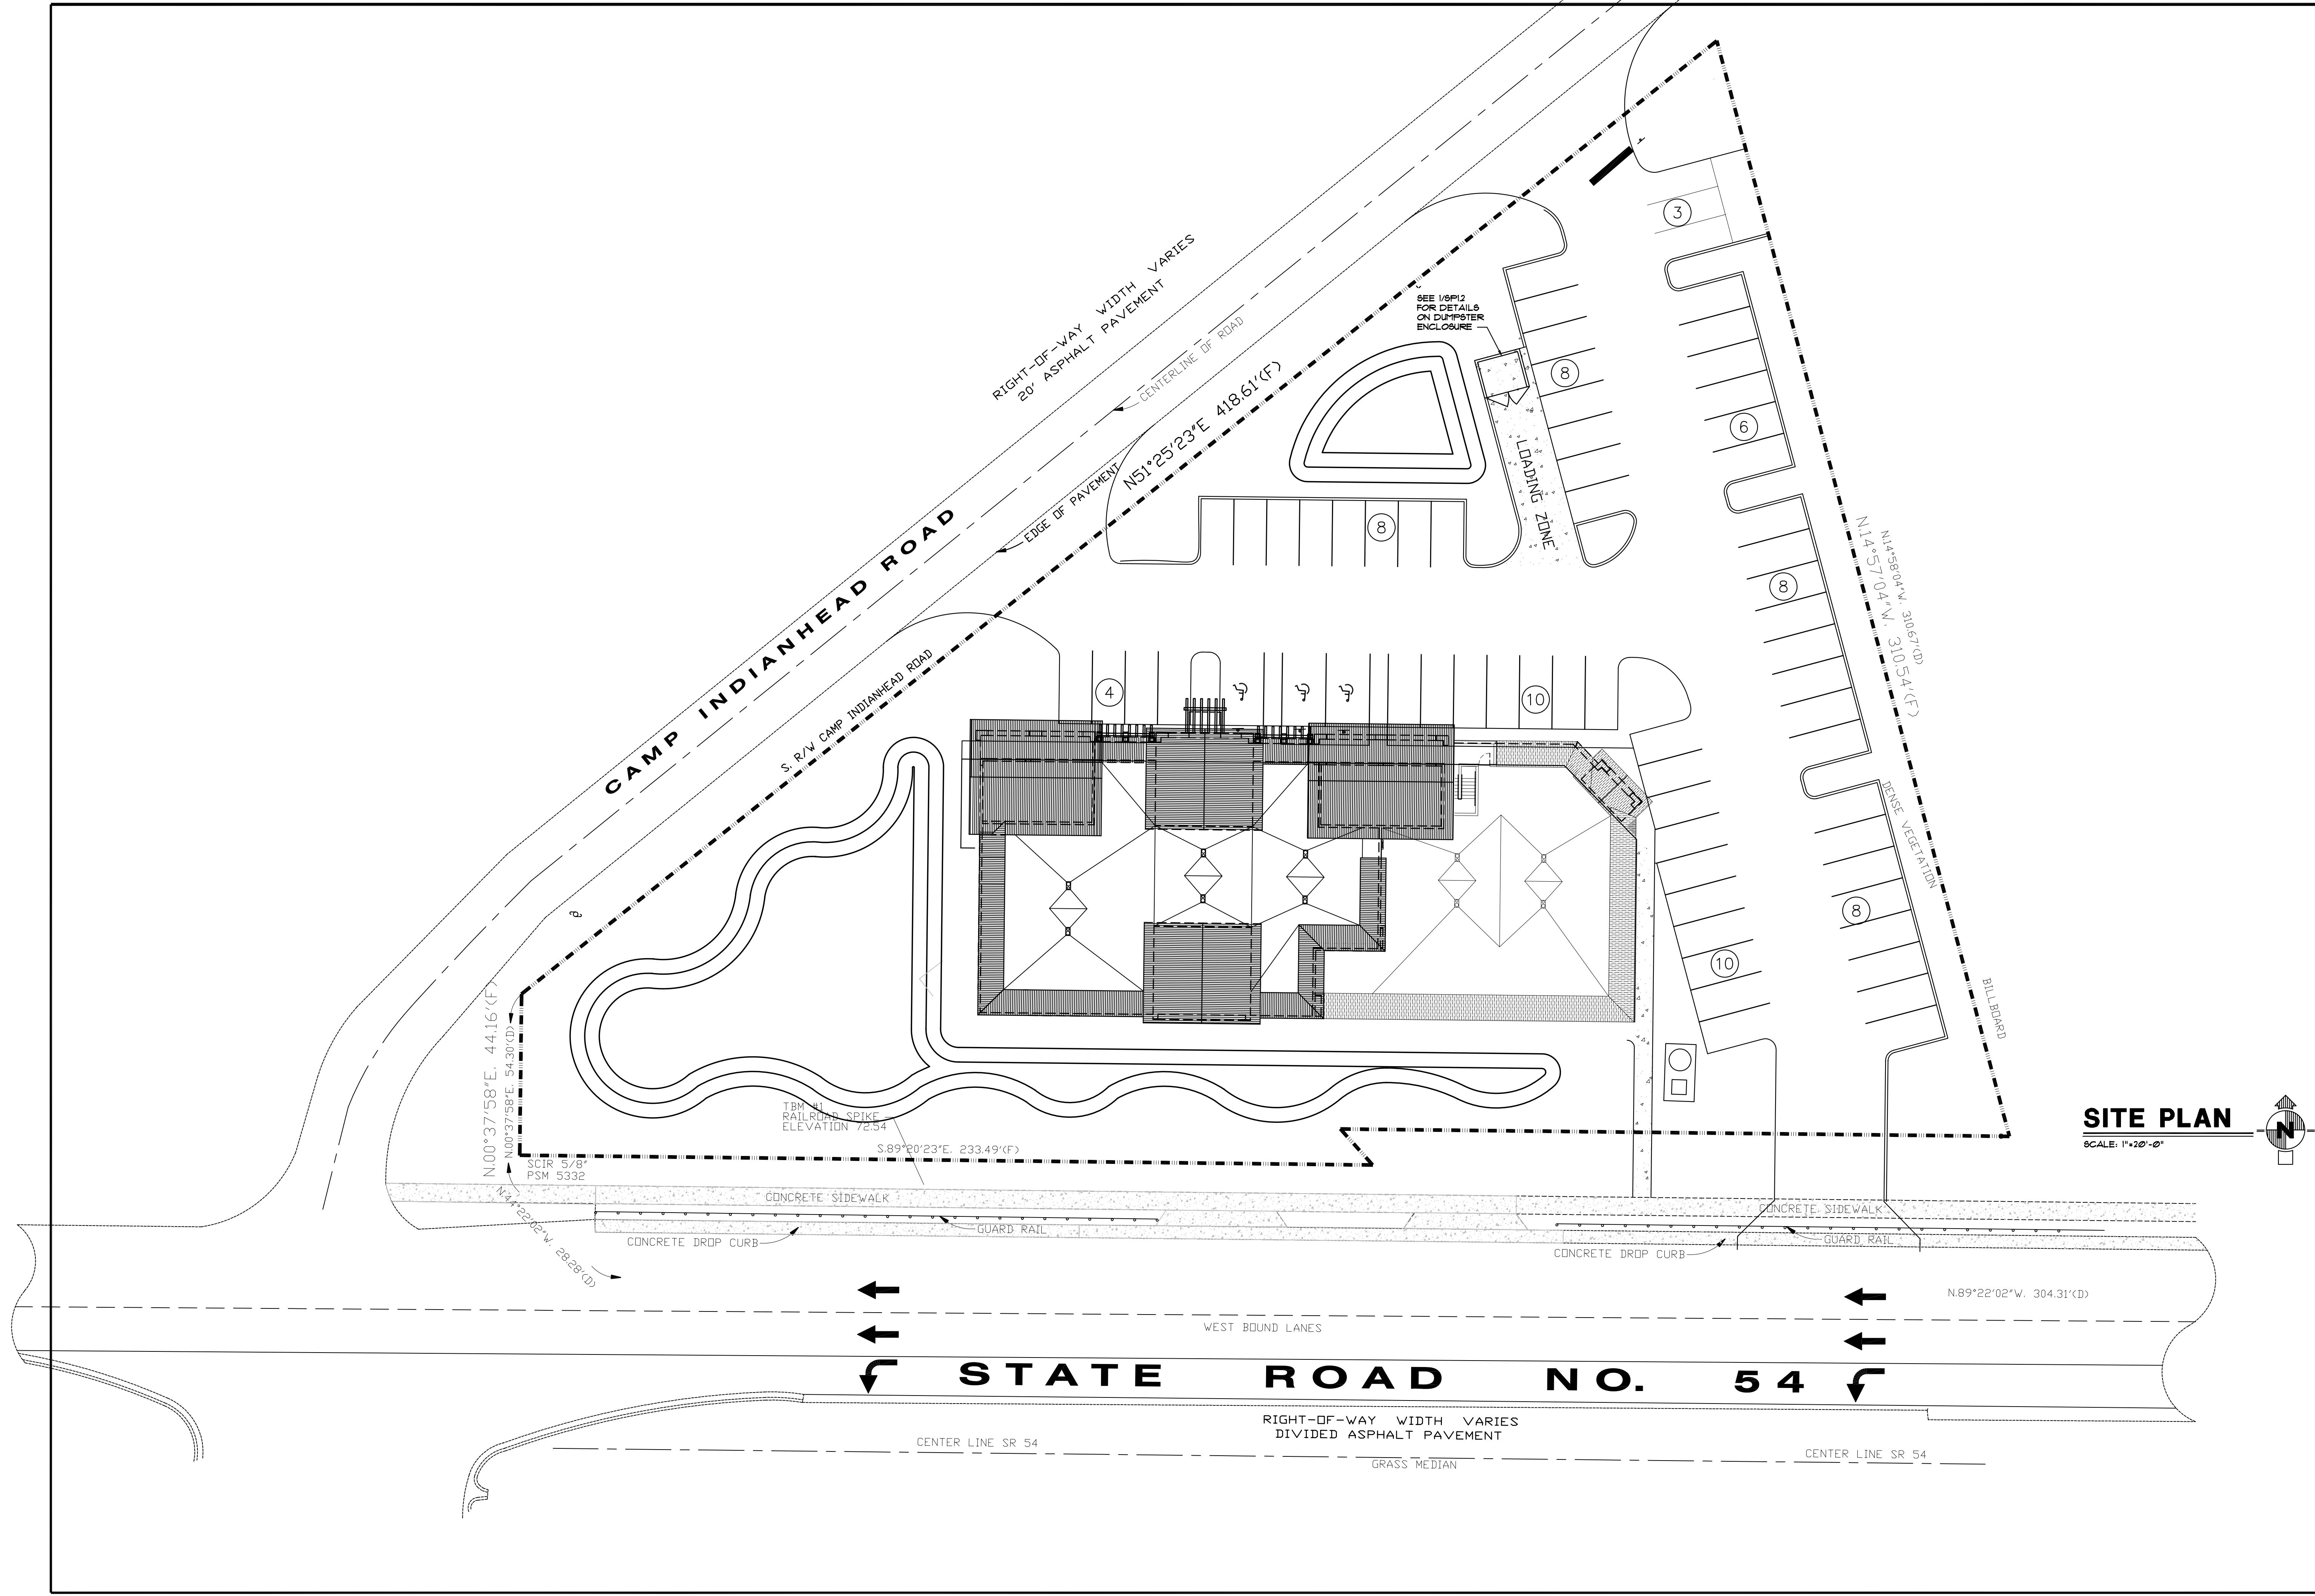 RIGHT-OF-WAY WIDTH VARIES
20' ASPHALT PAVEMENT
CENTERLINE OF ROAD
N51°25'23"E 418.61'(F)
EDGE OF PAVEMENT
CAMP INDIANHEAD ROAD
S. R/W CAMP INDIANHEAD ROAD
SEE 1/SP1.2
FOR DETAILS
ON DUMPSTER
ENCLOSURE
LOADING ZONE
3
8
6
8
8
4
10
8
10
N.14°58'04"W. 310.67'(D)
N.14°57'04"W. 310.54'(F)
DENSE VEGETATION
BILLBOARD
N.00°37'58"E. 44.16'(F)
N.00°37'58"E. 54.30'(D)
TBM #1
RAILROAD SPIKE
ELEVATION 72.54
S.89°20'23"E. 233.49'(F)
SCIR 5/8"
PSM 5332
N.44°22'02"W. 28.28'(D)
SITE PLAN
N
SCALE: 1"=20'-0"
CONCRETE SIDEWALK
CONCRETE SIDEWALK
GUARD RAIL
CONCRETE DROP CURB
GUARD RAIL
CONCRETE DROP CURB
N.89°22'02"W. 304.31'(D)
WEST BOUND LANES
STATE ROAD NO. 54
RIGHT-OF-WAY WIDTH VARIES
DIVIDED ASPHALT PAVEMENT
CENTER LINE SR 54
CENTER LINE SR 54
GRASS MEDIAN